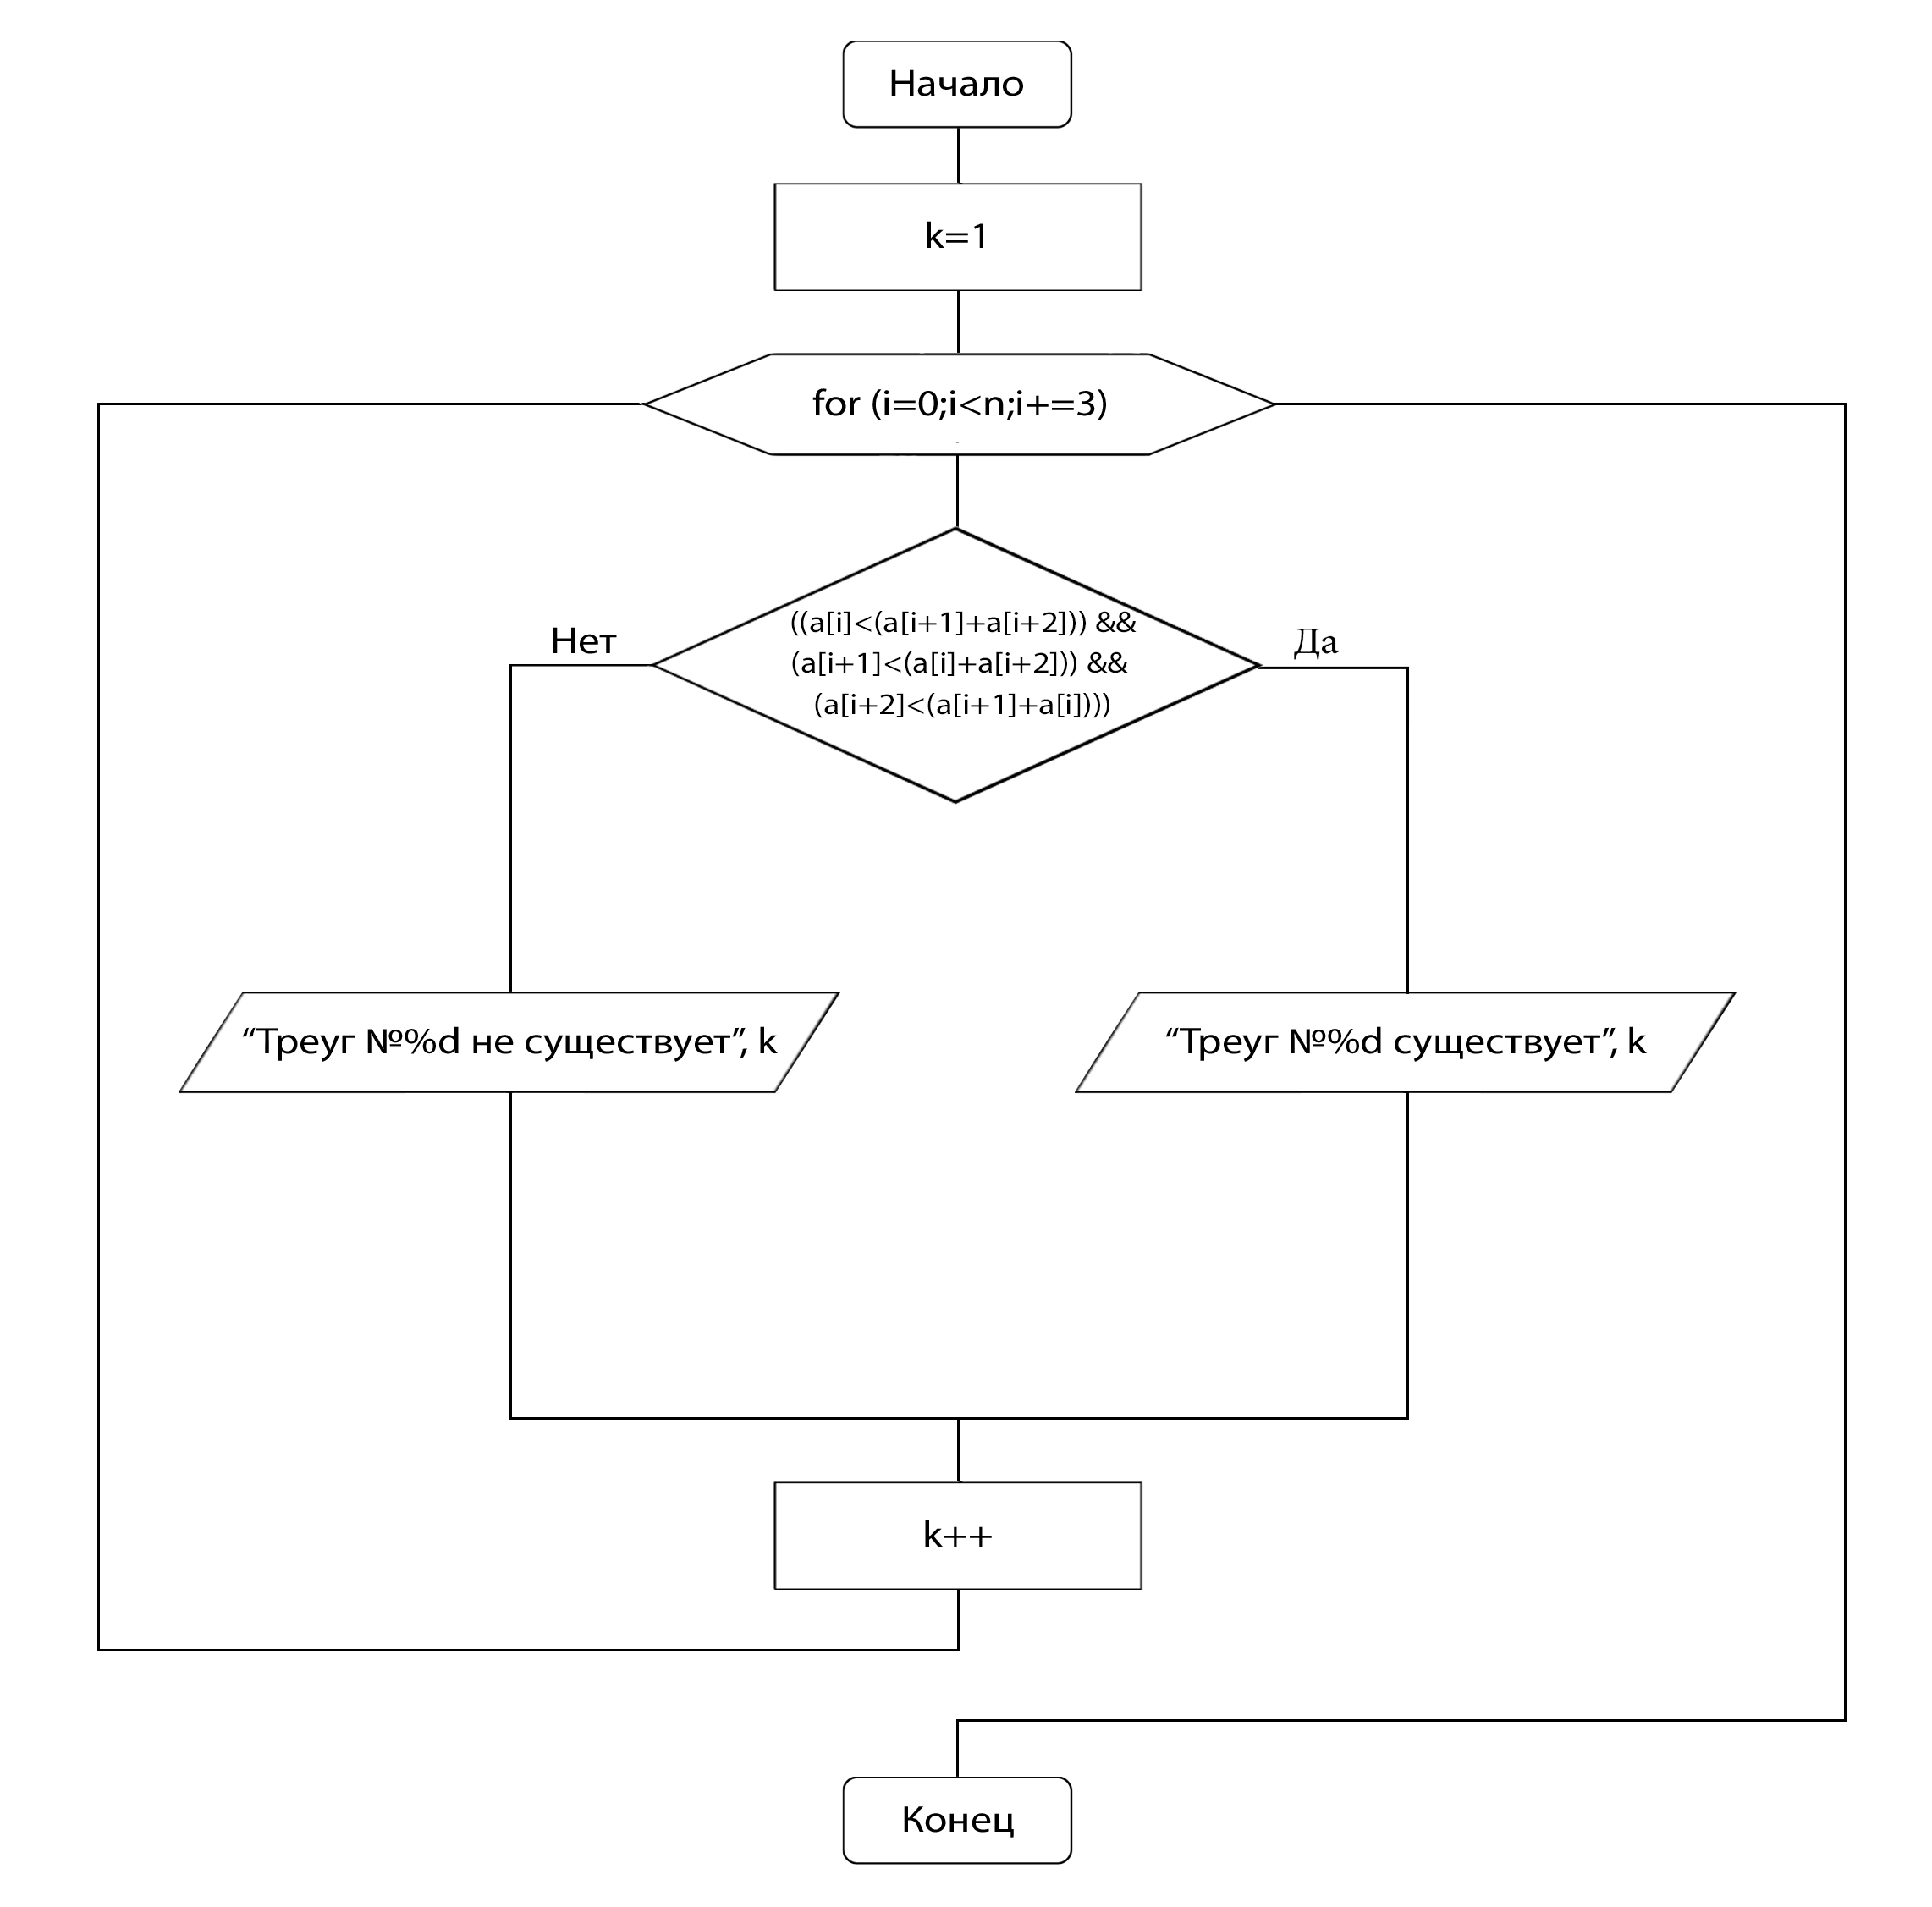 Начало
k=1
for (i=0;i<n;i+=3)
((a[i]<(a[i+1]+a[i+2])) &&
(a[i+1]<(a[i]+a[i+2])) &&
(a[i+2]<(a[i+1]+a[i])))
Нет
Да
“Треуг №%d не существует”, k
“Треуг №%d существует”, k
k++
Конец